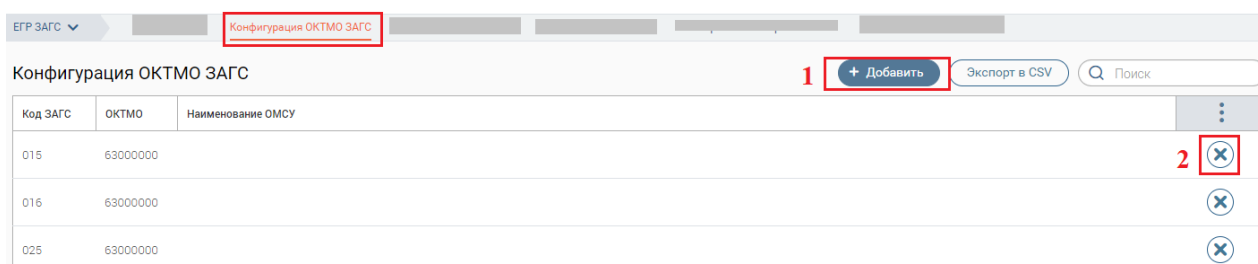 ЕГР ЗАГС Конфигурация ОКТМО ЗАГС
Конфигурация ОКТМО ЗАГС 1 + Добавить Экспорт в CSV Поиск
Код ЗАГС ОКТМО Наименование ОМСУ
015 63000000 2
016 63000000
025 63000000